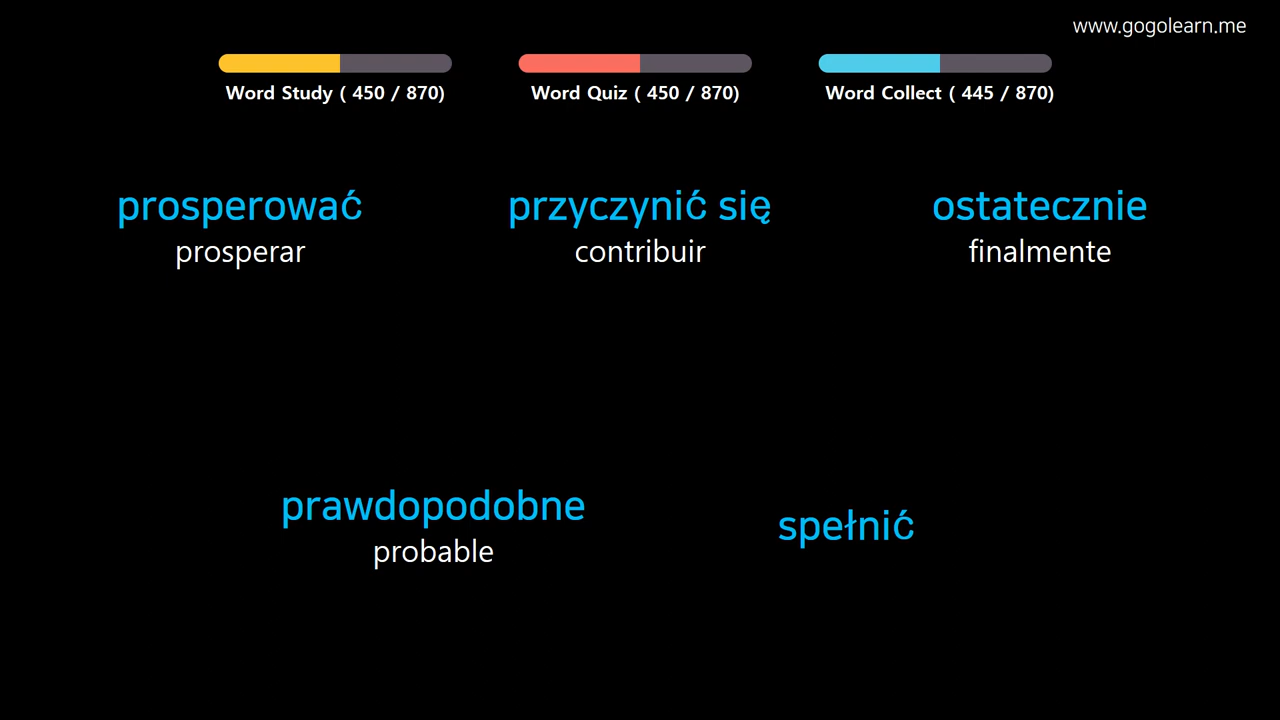 www.gogolearn.me
Word Study ( 450 / 870)
Word Quiz ( 450 / 870)
Word Collect ( 445 / 870)
prosperować
prosperar
przyczynić się
contribuir
ostatecznie
finalmente
prawdopodobne
probable
spełnić